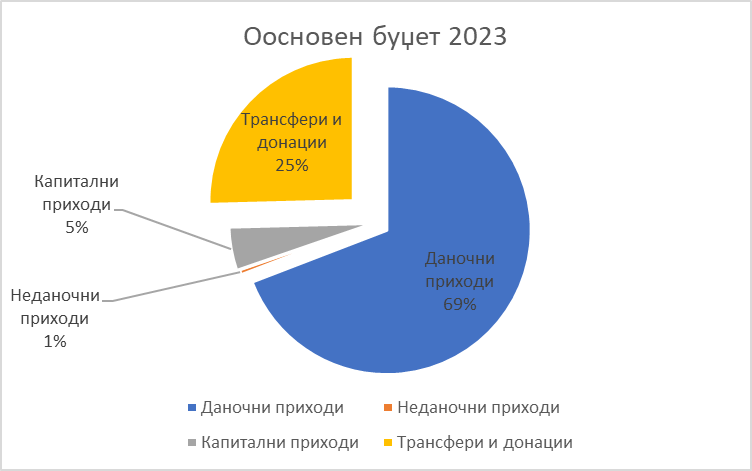 Оосновен буџет 2023
Трансфери и
донации
25%
Капитални
приходи
5%
Неданочни
приходи
1%
Даночни
приходи
69%
Даночни приходи
Неданочни приходи
Капитални приходи
Трансфери и донации